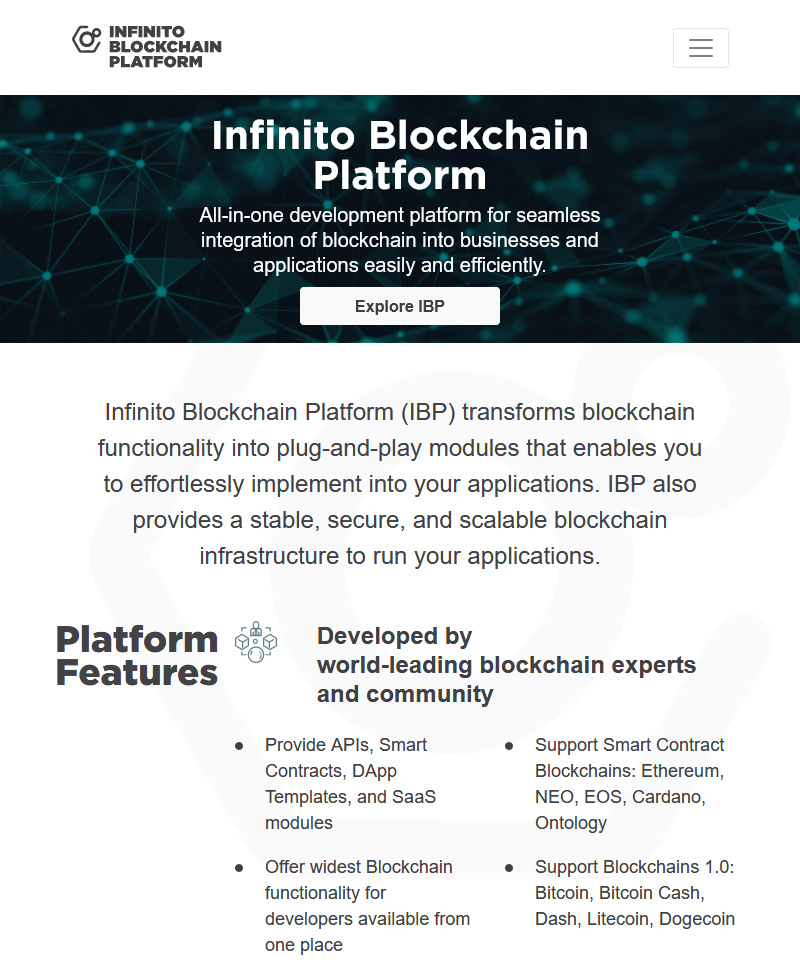 INFINITO
BLOCKCHAIN
PLATFORM
Infinito Blockchain
Platform
All-in-one development platform for seamless
integration of blockchain into businesses and
applications easily and efficiently.
Explore IBP
Infinito Blockchain Platform (IBP) transforms blockchain
functionality into plug-and-play modules that enables you
to effortlessly implement into your applications. IBP also
provides a stable, secure, and scalable blockchain
infrastructure to run your applications.
Platform
Features
Developed by
world-leading blockchain experts
and community
● Provide APIs, Smart
Contracts, DApp
Templates, and SaaS
modules
● Support Smart Contract
Blockchains: Ethereum,
NEO, EOS, Cardano,
Ontology
● Offer widest Blockchain
functionality for
developers available from
one place
● Support Blockchains 1.0:
Bitcoin, Bitcoin Cash,
Dash, Litecoin, Dogecoin